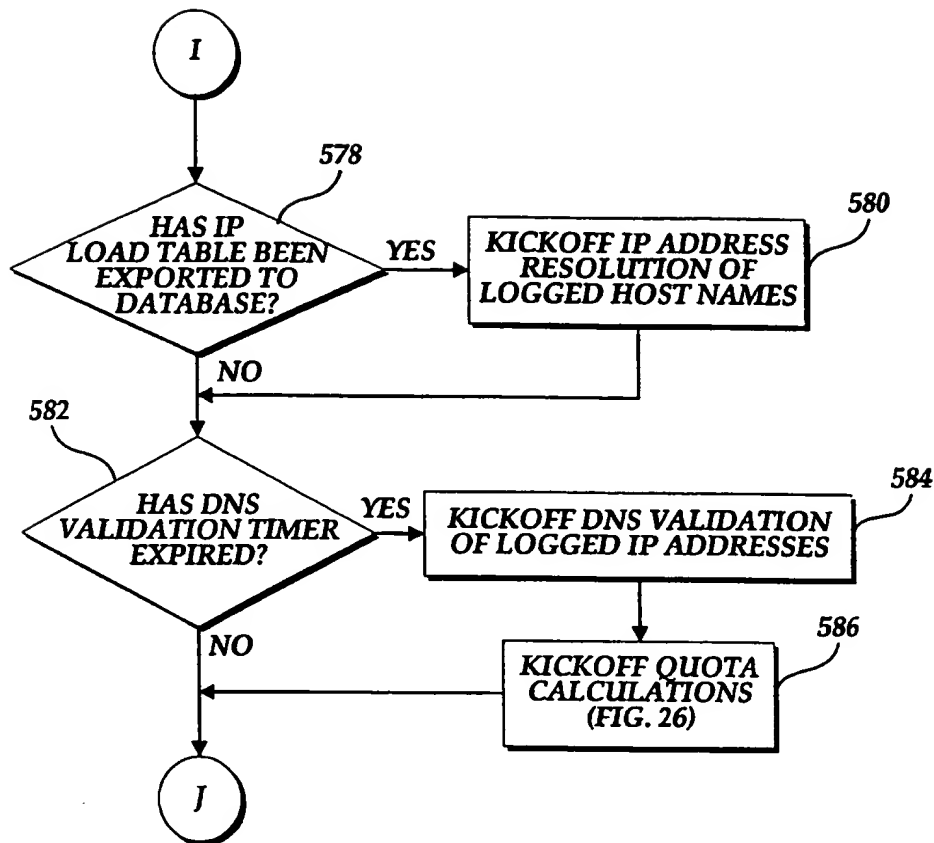 I
578
HAS IP
LOAD TABLE BEEN
EXPORTED TO
DATABASE?
YES
580
KICKOFF IP ADDRESS
RESOLUTION OF
LOGGED HOST NAMES
NO
582
HAS DNS
VALIDATION TIMER
EXPIRED?
YES
584
KICKOFF DNS VALIDATION
OF LOGGED IP ADDRESSES
NO
586
KICKOFF QUOTA
CALCULATIONS
(FIG. 26)
J